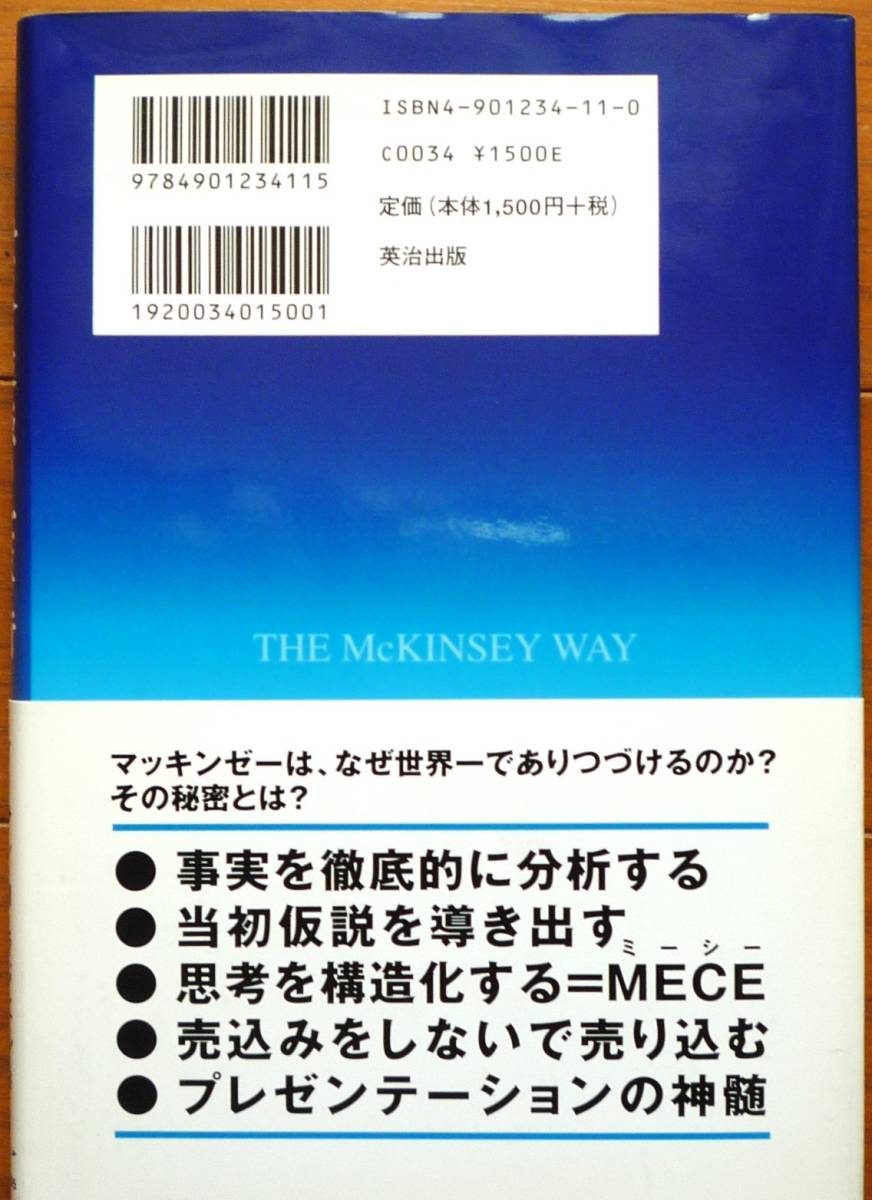 ISBN4-901234-11-0
C0034 ¥1500E
9784901234115
定価（本体1,500円＋税）
英治出版
1920034015001
THE McKINSEY WAY
マッキンゼーは、なぜ世界一でありつづけるのか？
その秘密とは？
● 事実を徹底的に分析する
● 当初仮説を導き出す
ミーシー
● 思考を構造化する＝MECE
● 売込みをしないで売り込む
● プレゼンテーションの神髄